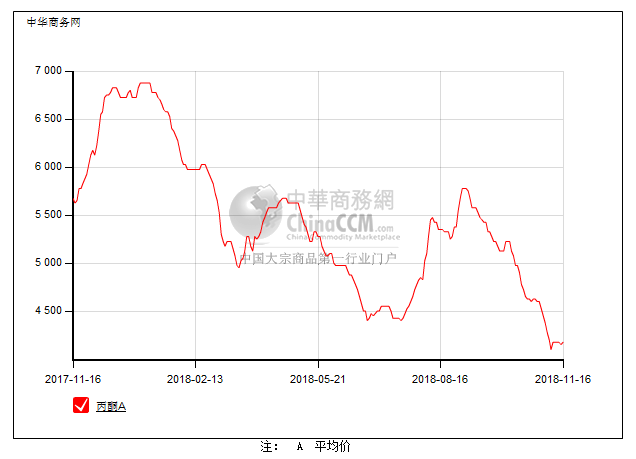 中华商务网
7 000
6 500
6 000
5 500
5 000
4 500
中華商務網
ChinaCCM.com
China Commodity Marketplace
中国大宗商品第一行业门户
2017-11-16
2018-02-13
2018-05-21
2018-08-16
2018-11-16
丙酮A
注： A 平均价